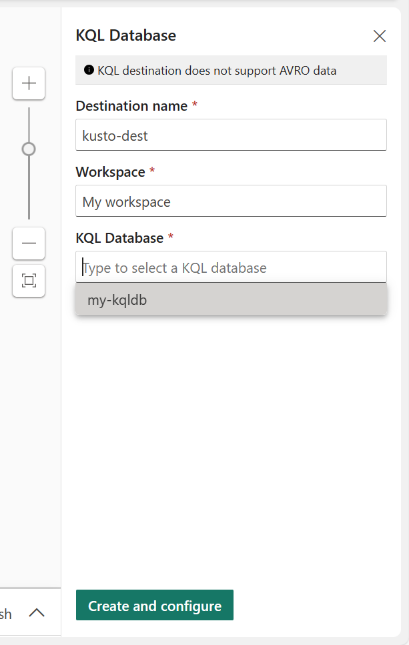 KQL Database
KQL destination does not support AVRO data
Destination name *
kusto-dest
Workspace *
My workspace
KQL Database *
Type to select a KQL database
my-kqldb
sh
Create and configure